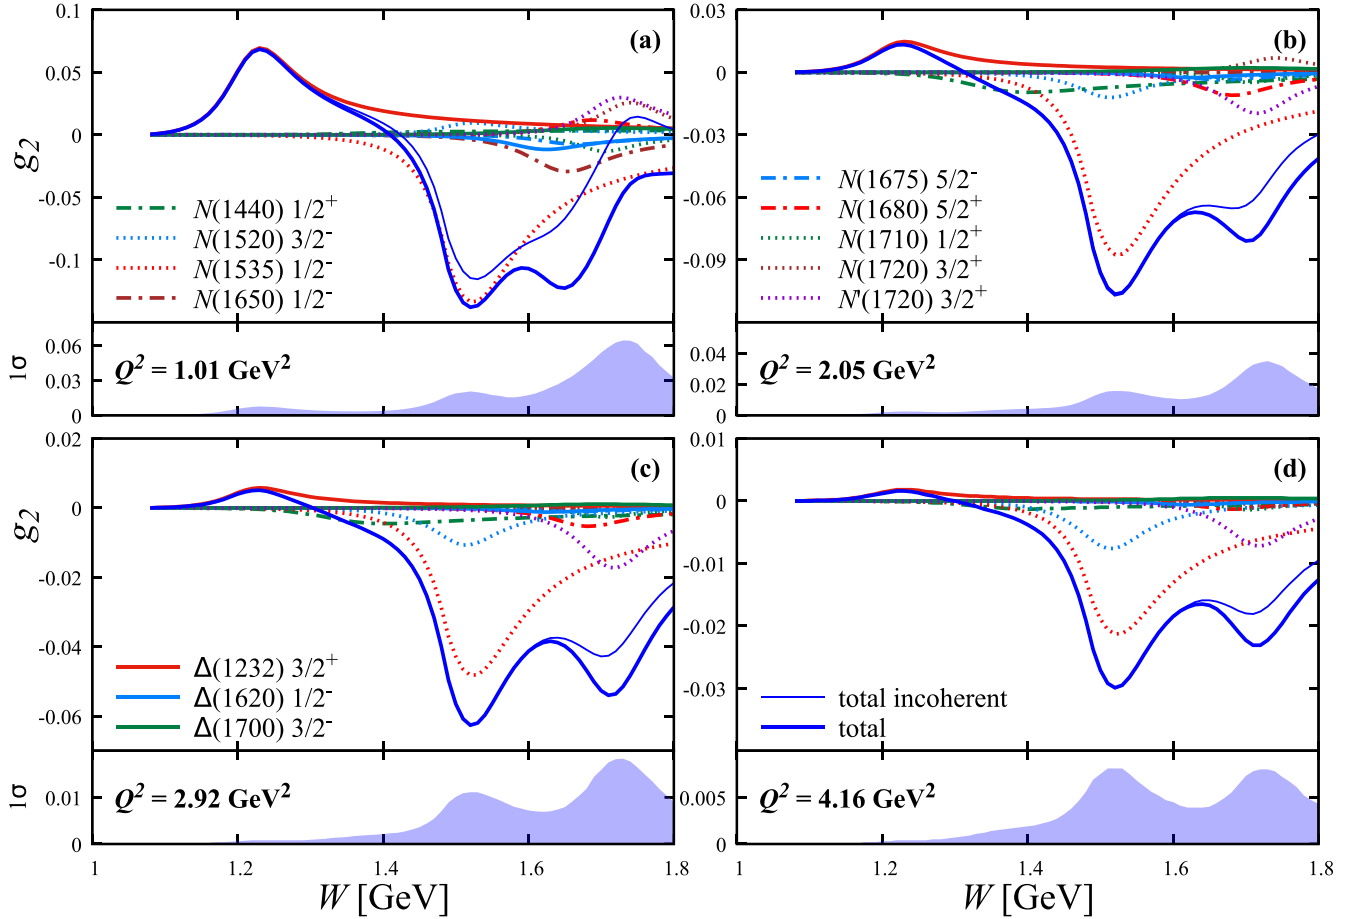 0.1
0.05
0
-0.05
-0.1
g2
(a)
N(1440) 1/2+
N(1520) 3/2-
N(1535) 1/2-
N(1650) 1/2-
0.06
0.03
0
1σ
Q2 = 1.01 GeV2
0.03
0
-0.03
-0.06
-0.09
(b)
N(1675) 5/2-
N(1680) 5/2+
N(1710) 1/2+
N(1720) 3/2+
N'(1720) 3/2+
0.04
0.02
0
Q2 = 2.05 GeV2
0.02
0
-0.02
-0.04
-0.06
g2
(c)
Δ(1232) 3/2+
Δ(1620) 1/2-
Δ(1700) 3/2-
0.01
0
1σ
Q2 = 2.92 GeV2
1 1.2 1.4 1.6 1.8
W [GeV]
0.01
0
-0.01
-0.02
-0.03
(d)
total incoherent
total
0.005
0
Q2 = 4.16 GeV2
1 1.2 1.4 1.6 1.8
W [GeV]